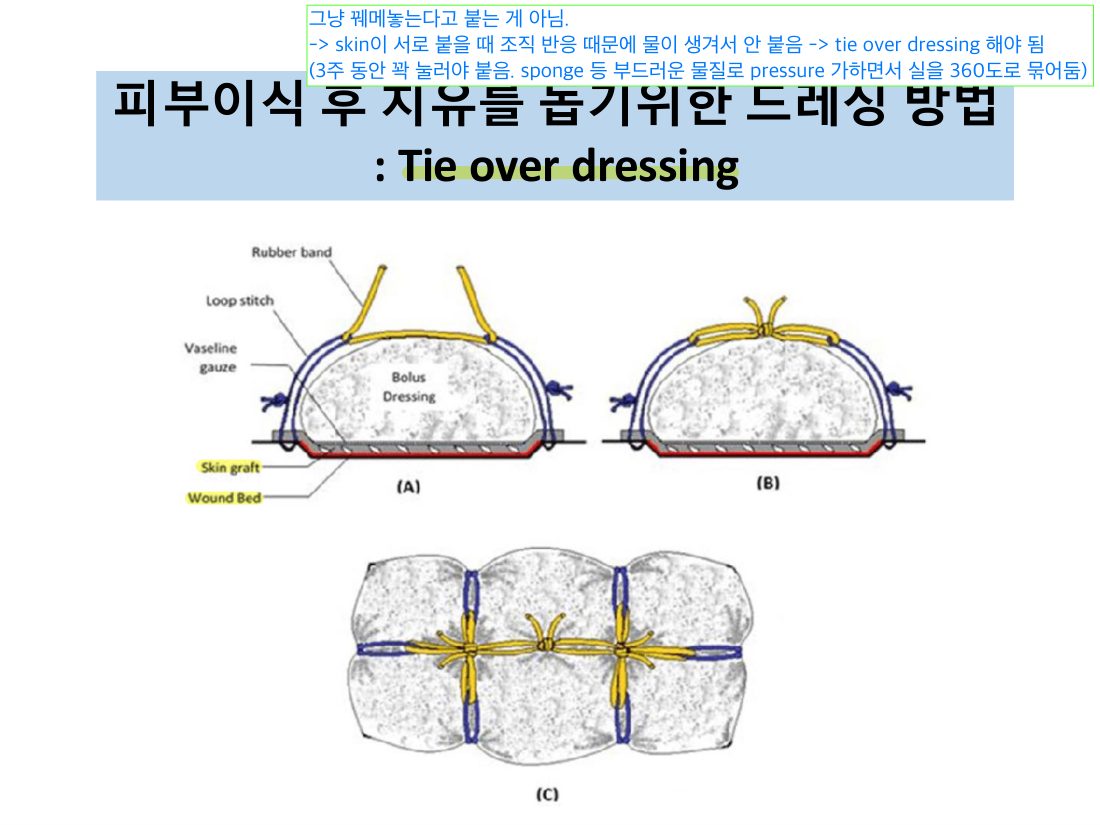 그냥 꿰메놓는다고 붙는 게 아님.
-> skin이 서로 붙을 때 조직 반응 때문에 물이 생겨서 안 붙음 -> tie over dressing 해야 됨
(3주 동안 꽉 눌러야 붙음. sponge 등 부드러운 물질로 pressure 가하면서 실을 360도로 묶어둠)
피부이식 후 치유를 돕기위한 드레싱 방법
: Tie over dressing
Rubber band
Loop stitch
Vaseline
gauze
Bolus
Dressing
Skin graft
Wound Bed
(A)
(B)
(C)